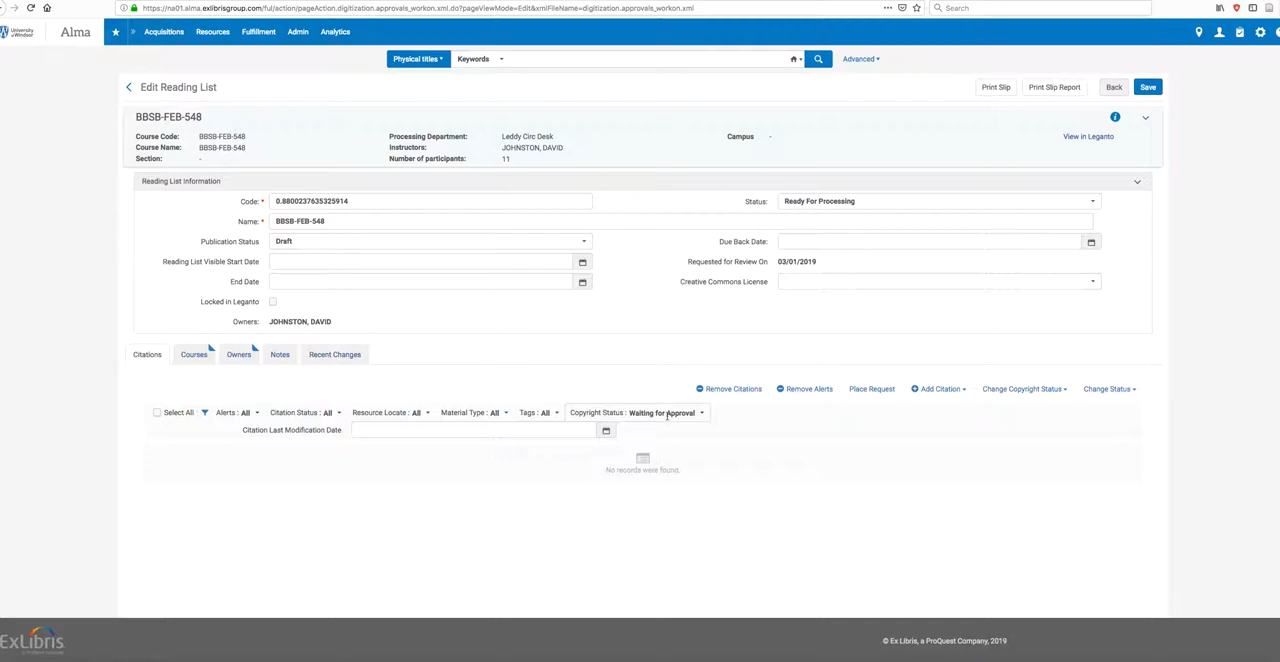 https://na01.alma.exlibrisgroup.com/ful/action/pageAction.digitization.approvals_workon.xml.do?pageViewMode=Edit&xmlFileName=digitization.approvals_workon.xml
Search
University of Windsor
Alma
Acquisitions Resources Fulfillment Admin Analytics
Physical titles Keywords Advanced
Edit Reading List
Print Slip Print Slip Report Back Save
BBSB-FEB-548
Course Code: BBSB-FEB-548 Processing Department: Leddy Circ Desk Campus - View in Leganto
Course Name: BBSB-FEB-548 Instructors: JOHNSTON, DAVID
Section: - Number of participants: 11
Reading List Information
Code: * 0.8800237635325914 Status: Ready For Processing
Name: * BBSB-FEB-548
Publication Status Draft Due Back Date:
Reading List Visible Start Date Requested for Review On 03/01/2019
End Date Creative Commons License
Locked in Leganto
Owners: JOHNSTON, DAVID
Citations Courses Owners Notes Recent Changes
Remove Citations Remove Alerts Place Request Add Citation Change Copyright Status Change Status
Select All Alerts : All Citation Status : All Resource Locate : All Material Type : All Tags : All Copyright Status : Waiting for Approval
Citation Last Modification Date
No records were found.
ExLibris
© Ex Libris, a ProQuest Company, 2019